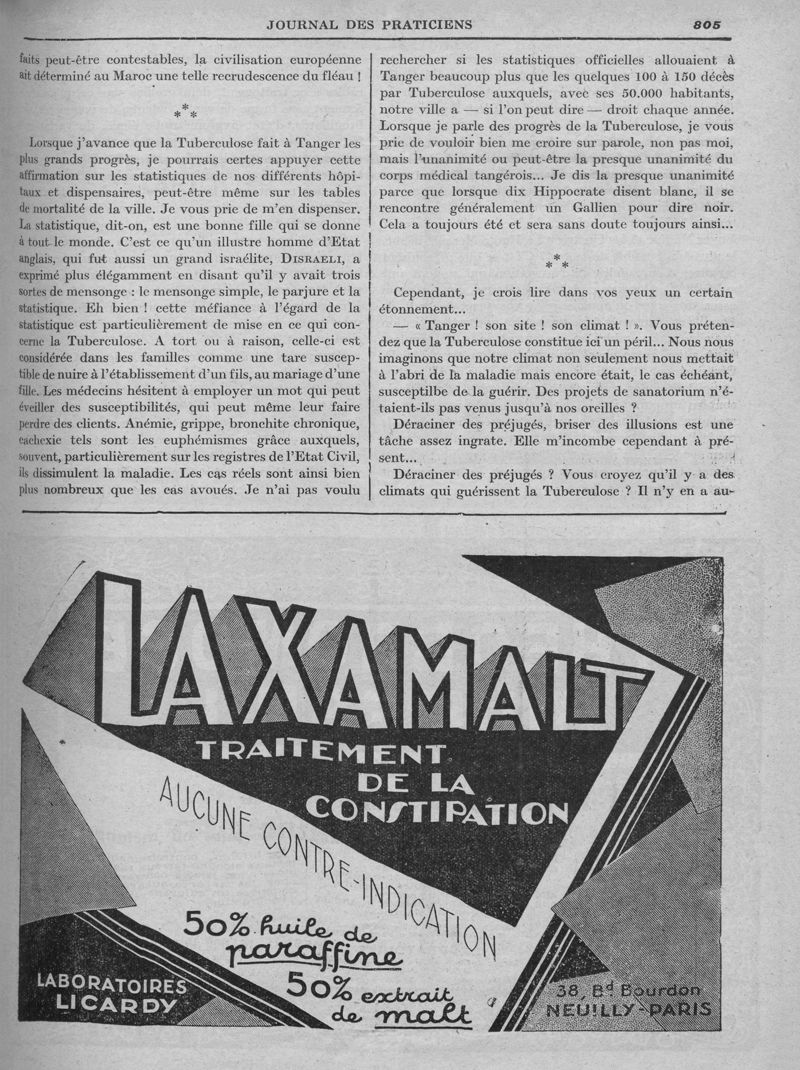 JOURNAL DES PRATICIENS
805
faits peut-être contestables, la civilisation européenne
ait déterminé au Maroc une telle recrudescence du fléau !
* * *
Lorsque j'avance que la Tuberculose fait à Tanger les
plus grands progrès, je pourrais certes appuyer cette
affirmation sur les statistiques de nos différents hôpi-
taux et dispensaires, peut-être même sur les tables
de mortalité de la ville. Je vous prie de m'en dispenser.
La statistique, dit-on, est une bonne fille qui se donne
à tout le monde. C'est ce qu'un illustre homme d'Etat
anglais, qui fut aussi un grand israélite, DISRAELI, a
exprimé plus élégamment en disant qu'il y avait trois
sortes de mensonge : le mensonge simple, le parjure et la
statistique. Eh bien ! cette méfiance à l'égard de la
statistique est particulièrement de mise en ce qui con-
cerne la Tuberculose. A tort ou à raison, celle-ci est
considérée dans les familles comme une tare suscep-
tible de nuire à l'établissement d'un fils, au mariage d'une
fille. Les médecins hésitent à employer un mot qui peut
éveiller des susceptibilités, qui peut même leur faire
perdre des clients. Anémie, grippe, bronchite chronique,
cachexie tels sont les euphémismes grâce auxquels,
souvent, particulièrement sur les registres de l'Etat Civil,
ils dissimulent la maladie. Les cas réels sont ainsi bien
plus nombreux que les cas avoués. Je n'ai pas voulu
rechercher si les statistiques officielles allouaient à
Tanger beaucoup plus que les quelques 100 à 150 décès
par Tuberculose auxquels, avec ses 50.000 habitants,
notre ville a — si l'on peut dire — droit chaque année.
Lorsque je parle des progrès de la Tuberculose, je vous
prie de vouloir bien me croire sur parole, non pas moi,
mais l'unanimité ou peut-être la presque unanimité du
corps médical tangérois... Je dis la presque unanimité
parce que lorsque dix Hippocrate disent blanc, il se
rencontre généralement un Gallien pour dire noir.
Cela a toujours été et sera sans doute toujours ainsi...
* * *
Cependant, je crois lire dans vos yeux un certain
étonnement...
— « Tanger ! son site ! son climat ! ». Vous préten-
dez que la Tuberculose constitue ici un péril... Nous nous
imaginons que notre climat non seulement nous mettait
à l'abri de la maladie mais encore était, le cas échéant,
susceptilbe de la guérir. Des projets de sanatorium n'é-
taient-ils pas venus jusqu'à nos oreilles ?
Déraciner des préjugés, briser des illusions est une
tâche assez ingrate. Elle m'incombe cependant à pré-
sent...
Déraciner des préjugés ? Vous croyez qu'il y a des
climats qui guérissent la Tuberculose ? Il n'y en a au-
LAXAMALT
TRAITEMENT
DE LA
CONSTIPATION
AUCUNE CONTRE-INDICATION
50% huile de
paraffine
50% extrait
de malt
LABORATOIRES
LICARDY
38, Bd Bourdon
NEUILLY-PARIS